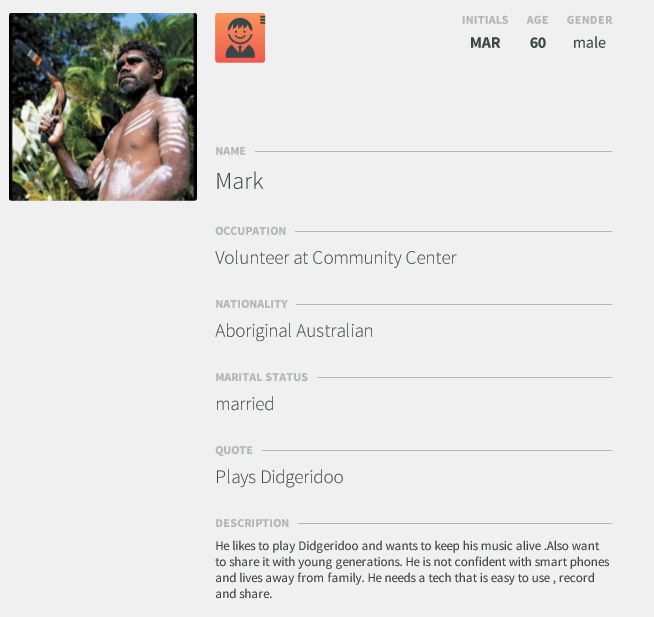 INITIALS AGE GENDER
MAR 60 male
NAME
Mark
OCCUPATION
Volunteer at Community Center
NATIONALITY
Aboriginal Australian
MARITAL STATUS
married
QUOTE
Plays Didgeridoo
DESCRIPTION
He likes to play Didgeridoo and wants to keep his music alive .Also want
to share it with young generations. He is not confident with smart phones
and lives away from family. He needs a tech that is easy to use , record
and share.